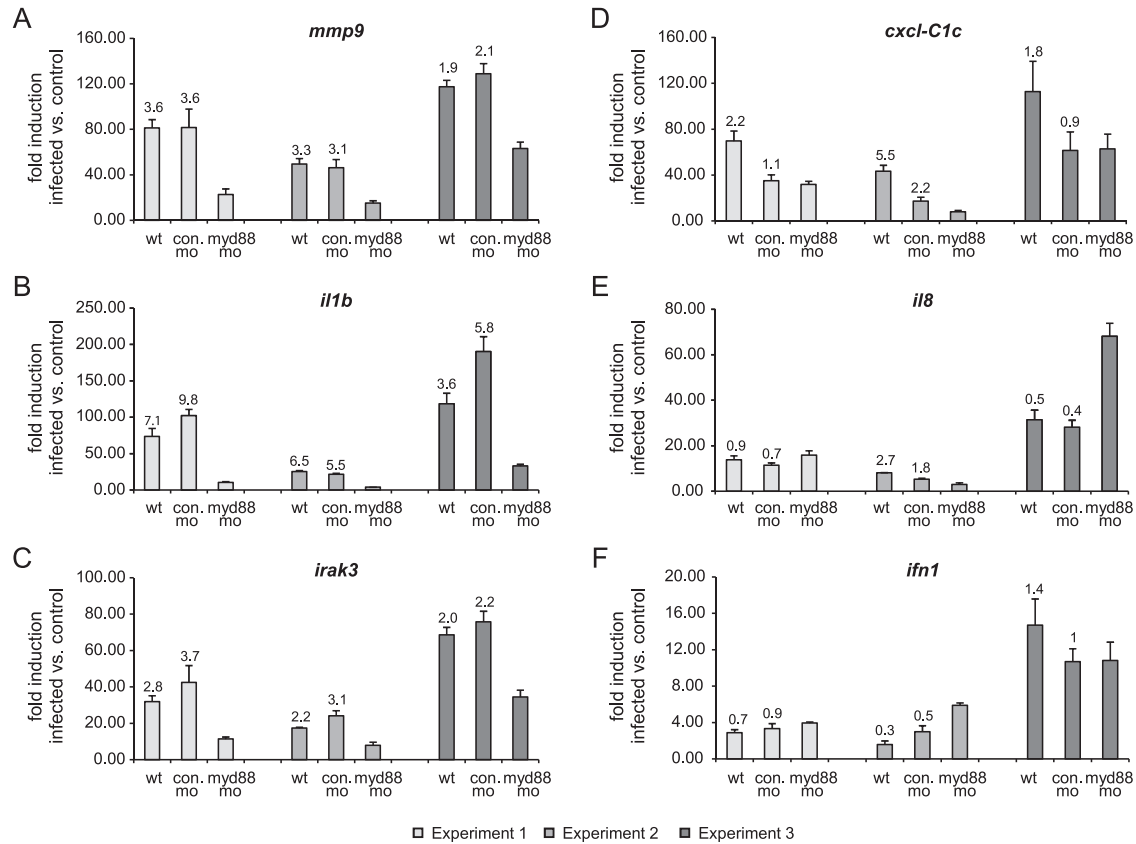 A
mmp9
fold induction
infected vs. control
160.00
120.00
80.00
40.00
0.00
3.6
3.6
3.3
3.1
1.9
2.1
wt con. myd88 wt con. myd88 wt con. myd88
mo mo mo mo mo mo
B
il1b
fold induction
infected vs. control
250.00
200.00
150.00
100.00
50.00
0.00
7.1
9.8
6.5
5.5
3.6
5.8
wt con. myd88 wt con. myd88 wt con. myd88
mo mo mo mo mo mo
C
irak3
fold induction
infected vs. control
100.00
80.00
60.00
40.00
20.00
0.00
2.8
3.7
2.2
3.1
2.0
2.2
wt con. myd88 wt con. myd88 wt con. myd88
mo mo mo mo mo mo
D
cxcl-C1c
fold induction
infected vs. control
160.00
120.00
80.00
40.00
0.00
2.2
1.1
5.5
2.2
1.8
0.9
wt con. myd88 wt con. myd88 wt con. myd88
mo mo mo mo mo mo
E
il8
fold induction
infected vs. control
80.00
60.00
40.00
20.00
0.00
0.9
0.7
2.7
1.8
0.5
0.4
wt con. myd88 wt con. myd88 wt con. myd88
mo mo mo mo mo mo
F
ifn1
fold induction
infected vs. control
20.00
16.00
12.00
8.00
4.00
0.00
0.7
0.9
0.3
0.5
1.4
1
wt con. myd88 wt con. myd88 wt con. myd88
mo mo mo mo mo mo
Experiment 1 Experiment 2 Experiment 3